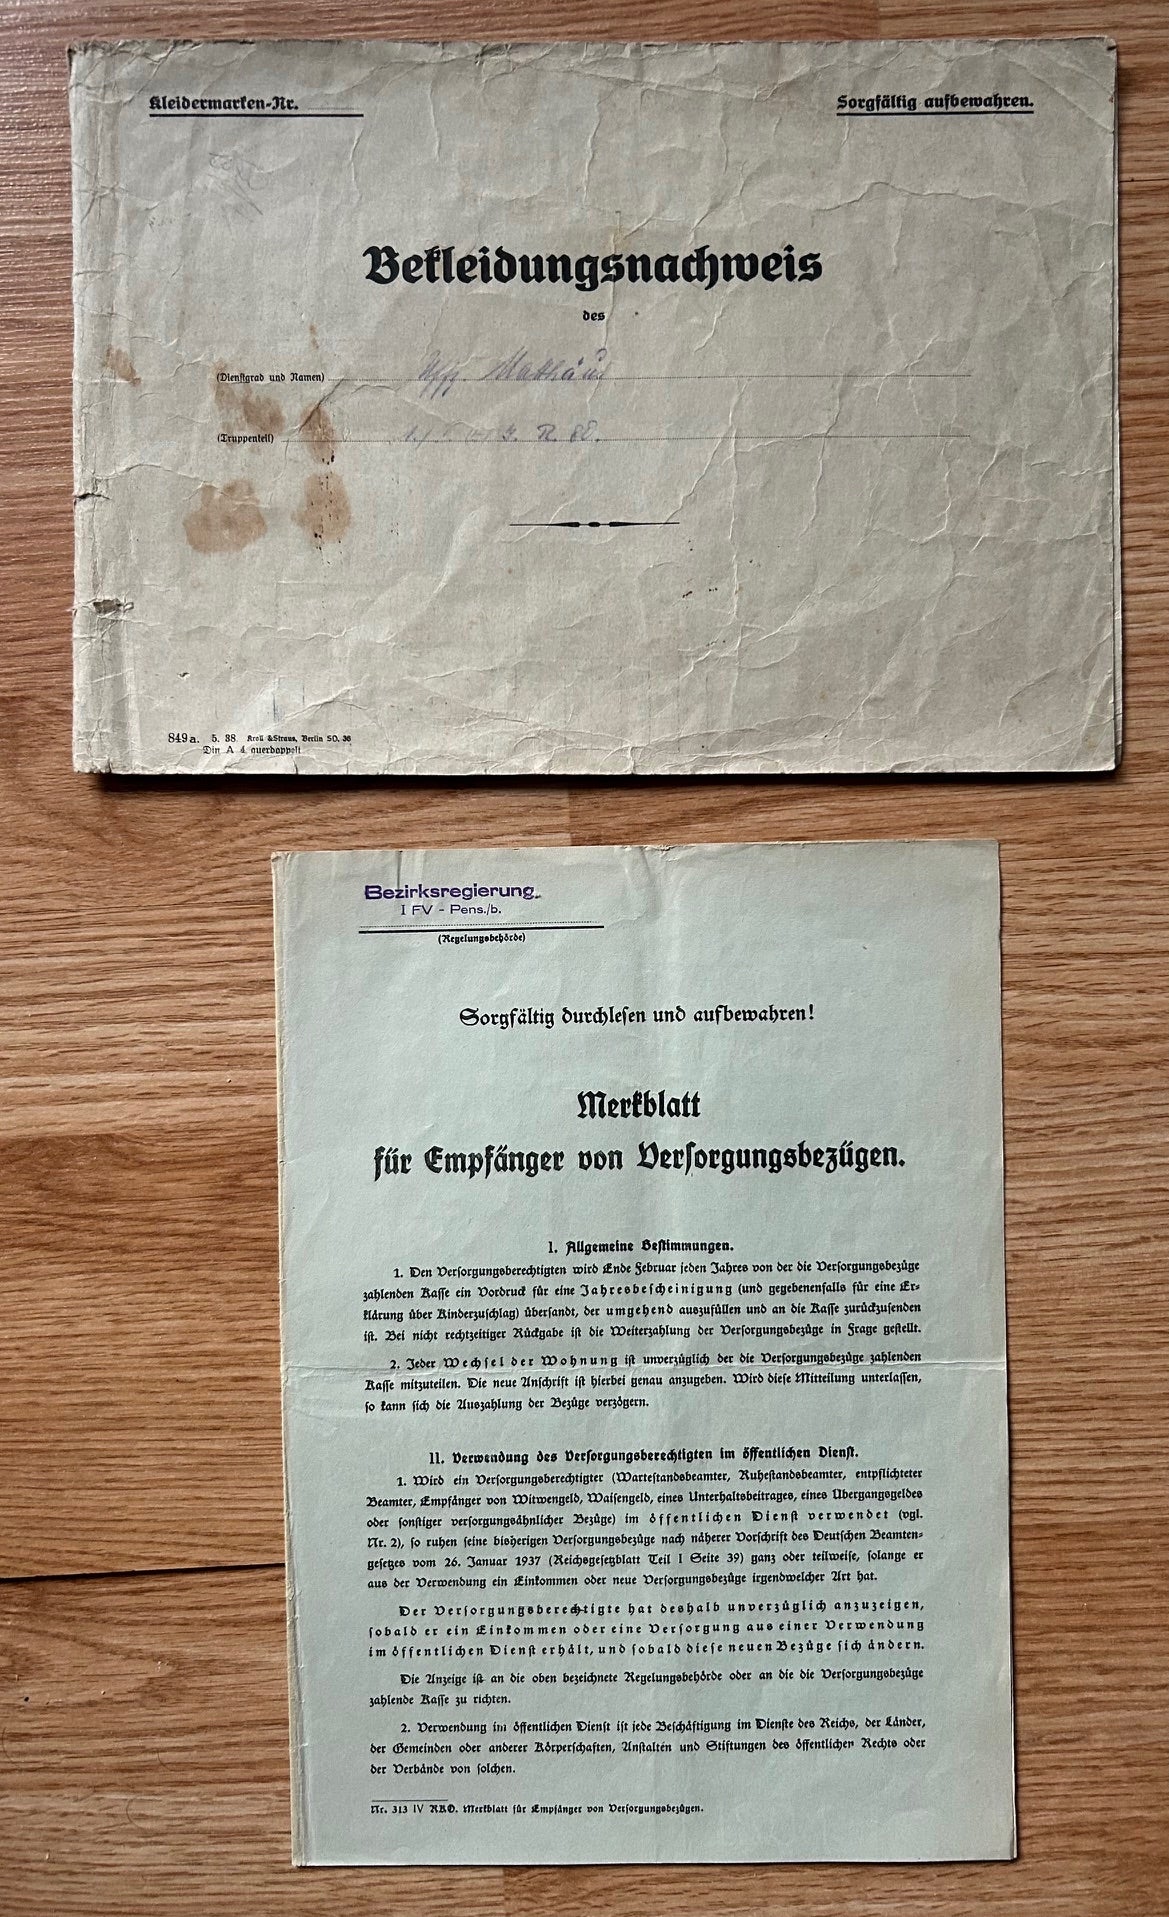 Kleidermarken-Nr.
Sorgfältig aufbewahren.
Bekleidungsnachweis
des
(Dienstgrad und Namen) Uffz. Matthäus
(Truppenteil) J. R. 80.
849a. 5. 38. Kroll & Straus, Berlin SO. 36
Din A 4 querdoppelt
Bezirksregierung
I FV - Pens./b.
(Regelungsbehörde)
Sorgfältig durchlesen und aufbewahren!
Merkblatt
für Empfänger von Versorgungsbezügen.
I. Allgemeine Bestimmungen.
1. Den Versorgungsberechtigten wird Ende Februar jeden Jahres von der die Versorgungsbezüge
zahlenden Kasse ein Vordruck für eine Jahresbescheinigung (und gegebenenfalls für eine Er-
klärung über Kinderzuschlag) übersandt, der umgehend auszufüllen und an die Kasse zurückzusenden
ist. Bei nicht rechtzeitiger Rückgabe ist die Weiterzahlung der Versorgungsbezüge in Frage gestellt.
2. Jeder Wechsel der Wohnung ist unverzüglich der die Versorgungsbezüge zahlenden
Kasse mitzuteilen. Die neue Anschrift ist hierbei genau anzugeben. Wird diese Mitteilung unterlassen,
so kann sich die Auszahlung der Bezüge verzögern.
II. Verwendung des Versorgungsberechtigten im öffentlichen Dienst.
1. Wird ein Versorgungsberechtigter (Wartestandsbeamter, Ruhestandsbeamter, entpflichteter
Beamter, Empfänger von Witwengeld, Waisengeld, eines Unterhaltsbeitrages, eines Übergangsgeldes
oder sonstiger versorgungsähnlicher Bezüge) im öffentlichen Dienst verwendet (vgl.
Nr. 2), so ruhen seine bisherigen Versorgungsbezüge nach näherer Vorschrift des Deutschen Beamten-
gesetzes vom 26. Januar 1937 (Reichsgesetzblatt Teil I Seite 39) ganz oder teilweise, solange er
aus der Verwendung ein Einkommen oder neue Versorgungsbezüge irgendwelcher Art hat.
Der Versorgungsberechtigte hat deshalb unverzüglich anzuzeigen,
sobald er ein Einkommen oder eine Versorgung aus einer Verwendung
im öffentlichen Dienst erhält, und sobald diese neuen Bezüge sich ändern.
Die Anzeige ist an die oben bezeichnete Regelungsbehörde oder an die die Versorgungsbezüge
zahlende Kasse zu richten.
2. Verwendung im öffentlichen Dienst ist jede Beschäftigung im Dienste des Reichs, der Länder,
der Gemeinden oder anderer Körperschaften, Anstalten und Stiftungen des öffentlichen Rechts oder
der Verbände von solchen.
Nr. 313 IV RKO. Merkblatt für Empfänger von Versorgungsbezügen.